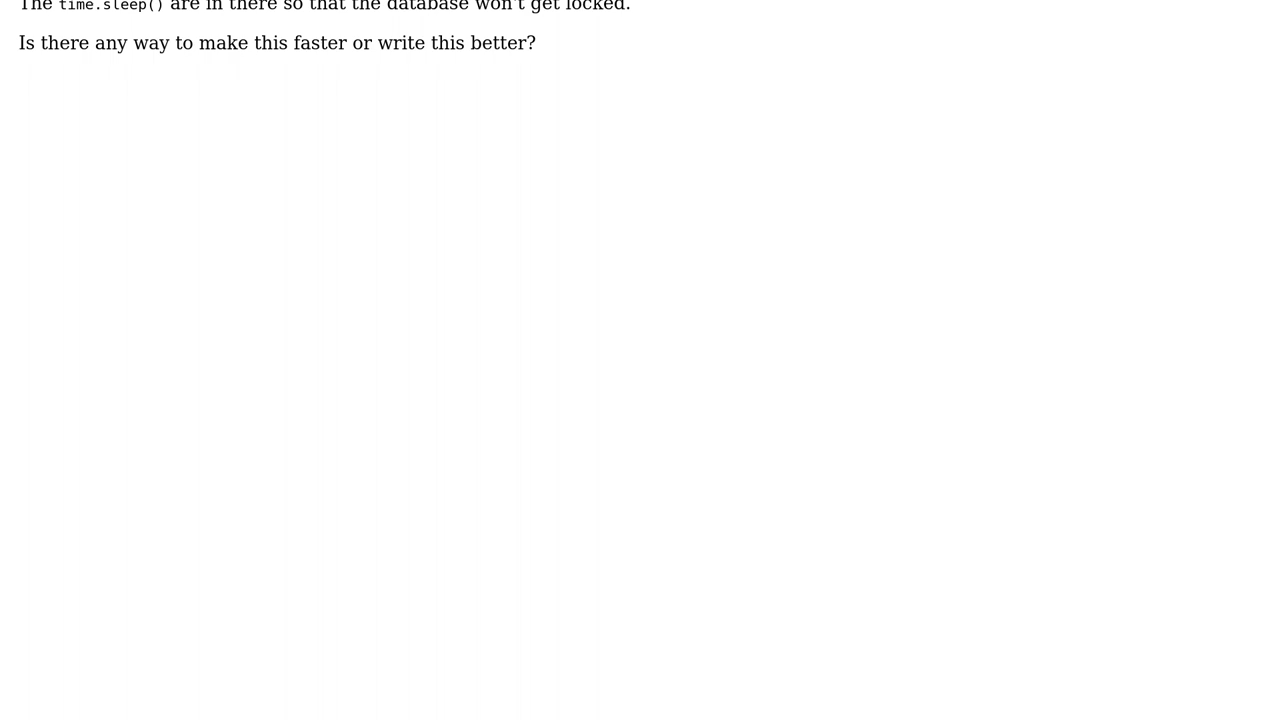 The time.sleep() are in there so that the database won't get locked.
Is there any way to make this faster or write this better?